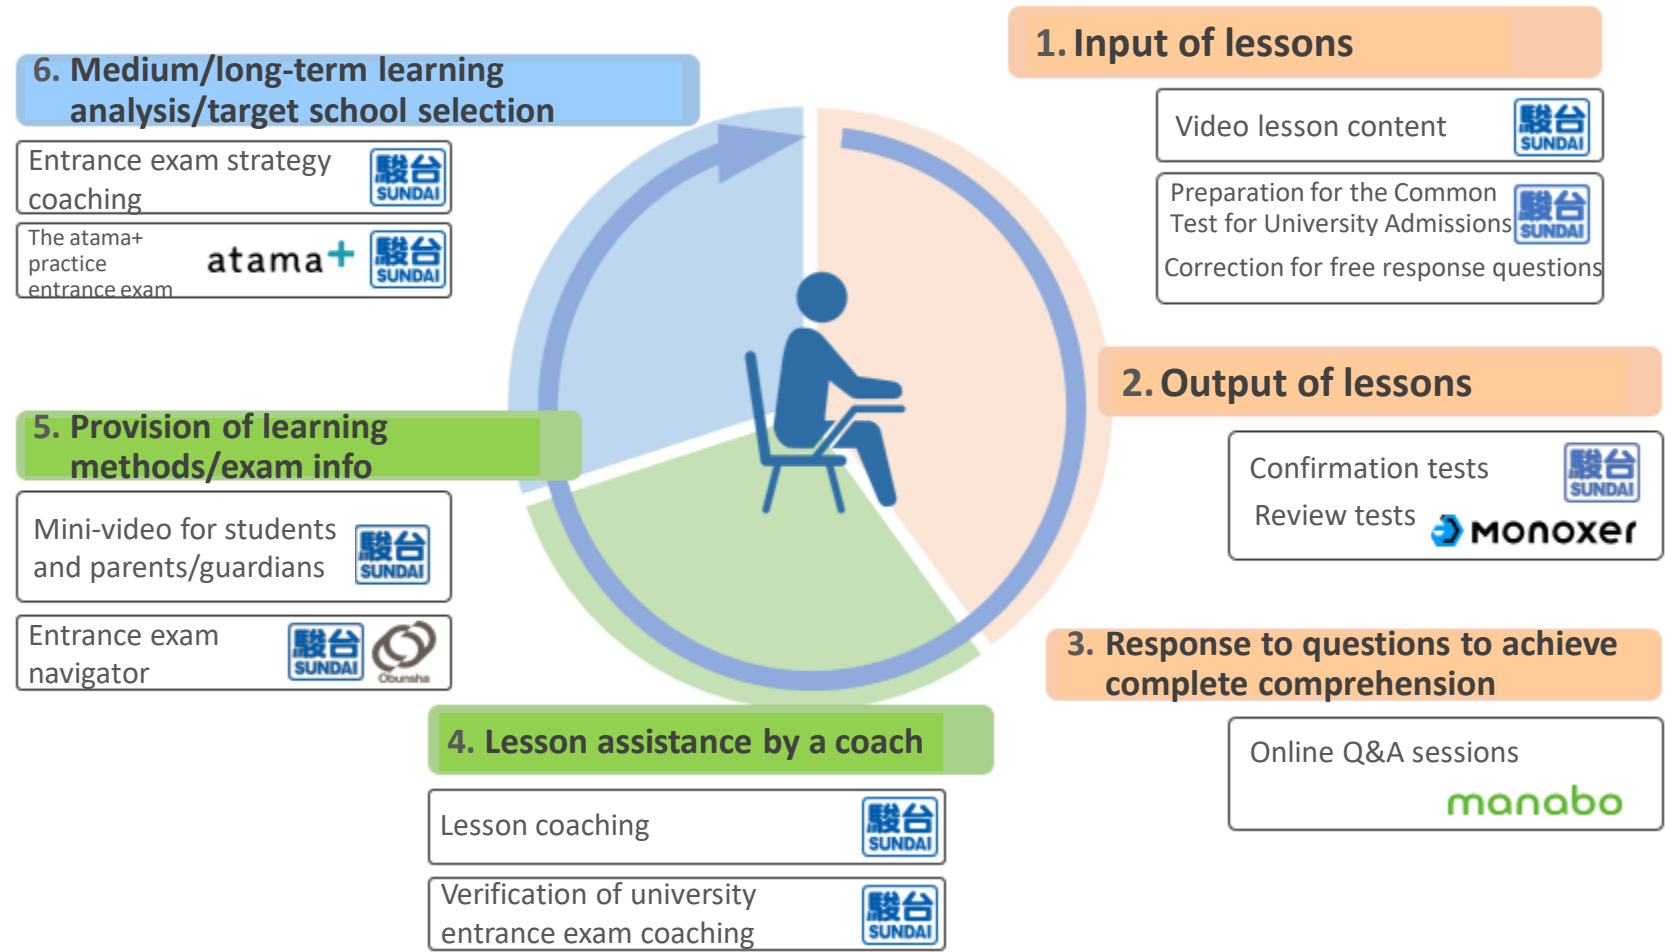 1. Input of lessons
Video lesson content
駿台
SUNDAI
Preparation for the Common
Test for University Admissions
駿台
SUNDAI
Correction for free response questions
2. Output of lessons
Confirmation tests
駿台
SUNDAI
Review tests
Monoxer
3. Response to questions to achieve
complete comprehension
Online Q&A sessions
manabo
4. Lesson assistance by a coach
Lesson coaching
駿台
SUNDAI
Verification of university
entrance exam coaching
駿台
SUNDAI
5. Provision of learning
methods/exam info
Mini-video for students
and parents/guardians
駿台
SUNDAI
Entrance exam
navigator
駿台
SUNDAI
Obunsha
6. Medium/long-term learning
analysis/target school selection
Entrance exam strategy
coaching
駿台
SUNDAI
The atama+
practice
entrance exam
atama+
駿台
SUNDAI